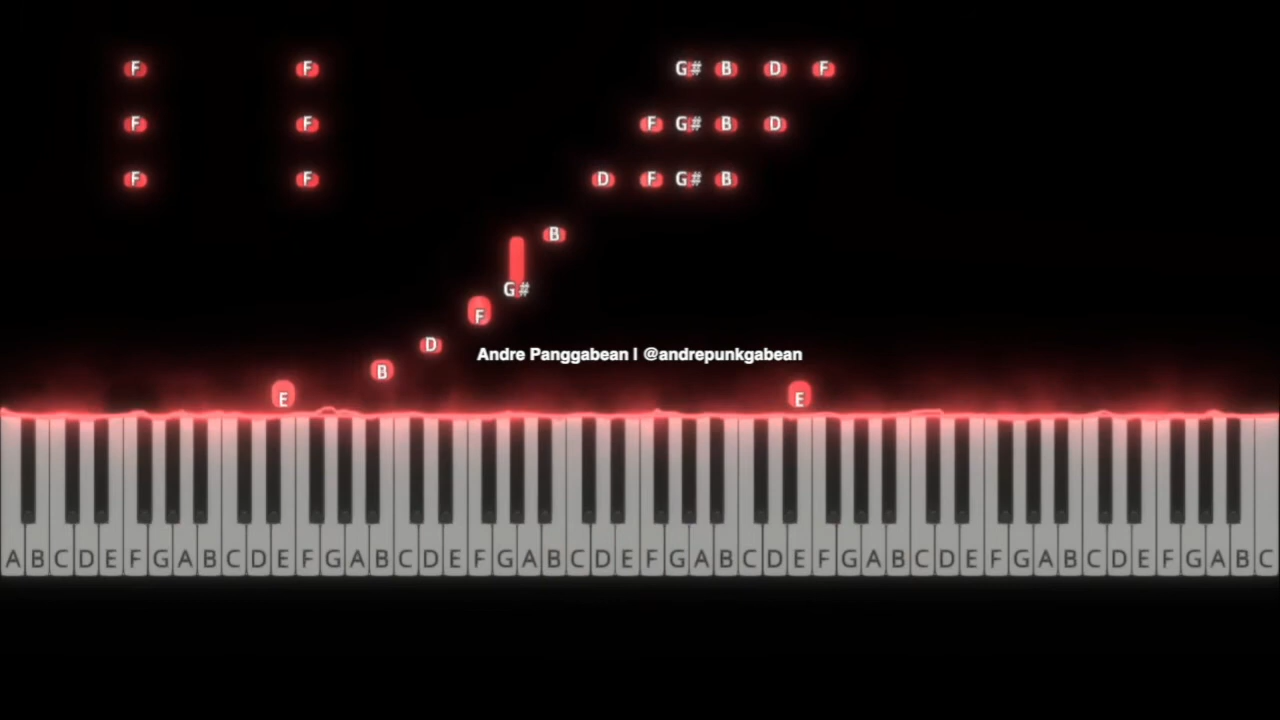 F F G# B D F
F F F G# B D
F F D F G# B
B
G#
F
D
B
Andre Panggabean | @andrepunkgabean
E E
A B C D E F G A B C D E F G A B C D E F G A B C D E F G A B C D E F G A B C D E F G A B C D E F G A B C